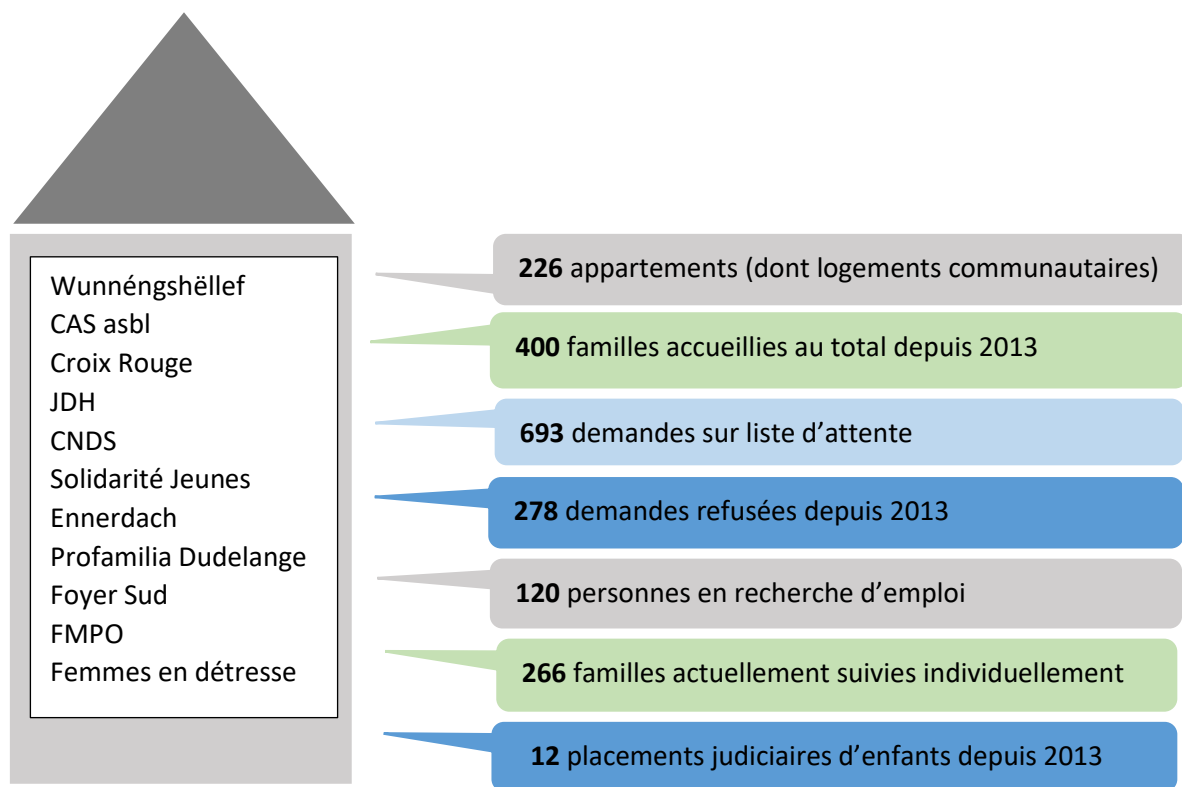 Wunnéngshëllef
CAS asbl
Croix Rouge
JDH
CNDS
Solidarité Jeunes
Ennerdach
Profamilia Dudelange
Foyer Sud
FMPO
Femmes en détresse
226 appartements (dont logements communautaires)
400 familles accueillies au total depuis 2013
693 demandes sur liste d’attente
278 demandes refusées depuis 2013
120 personnes en recherche d’emploi
266 familles actuellement suivies individuellement
12 placements judiciaires d’enfants depuis 2013